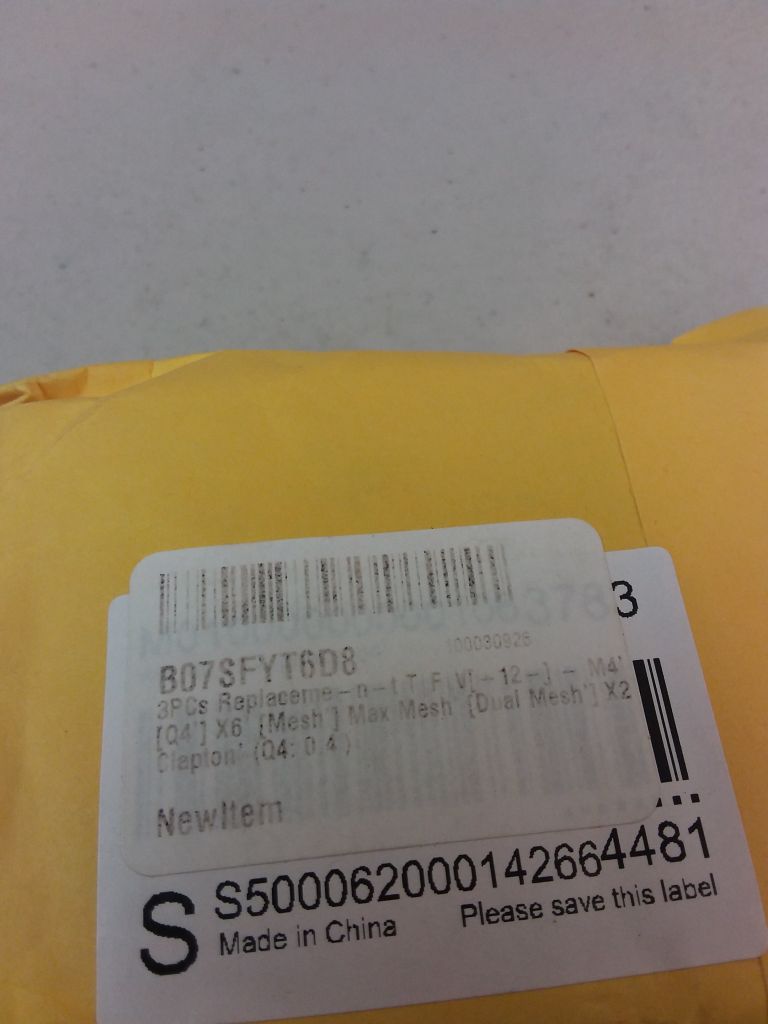 3
B07SFYT6D8
100030926
3PCs Replaceme-n-t T F V[-12-] - M4'
[Q4'] X6' [Mesh'] Max Mesh' [Dual Mesh'] X2
Clapton' (Q4: 0.4 )
NewItem
S S500062000142664481
Made in China Please save this label